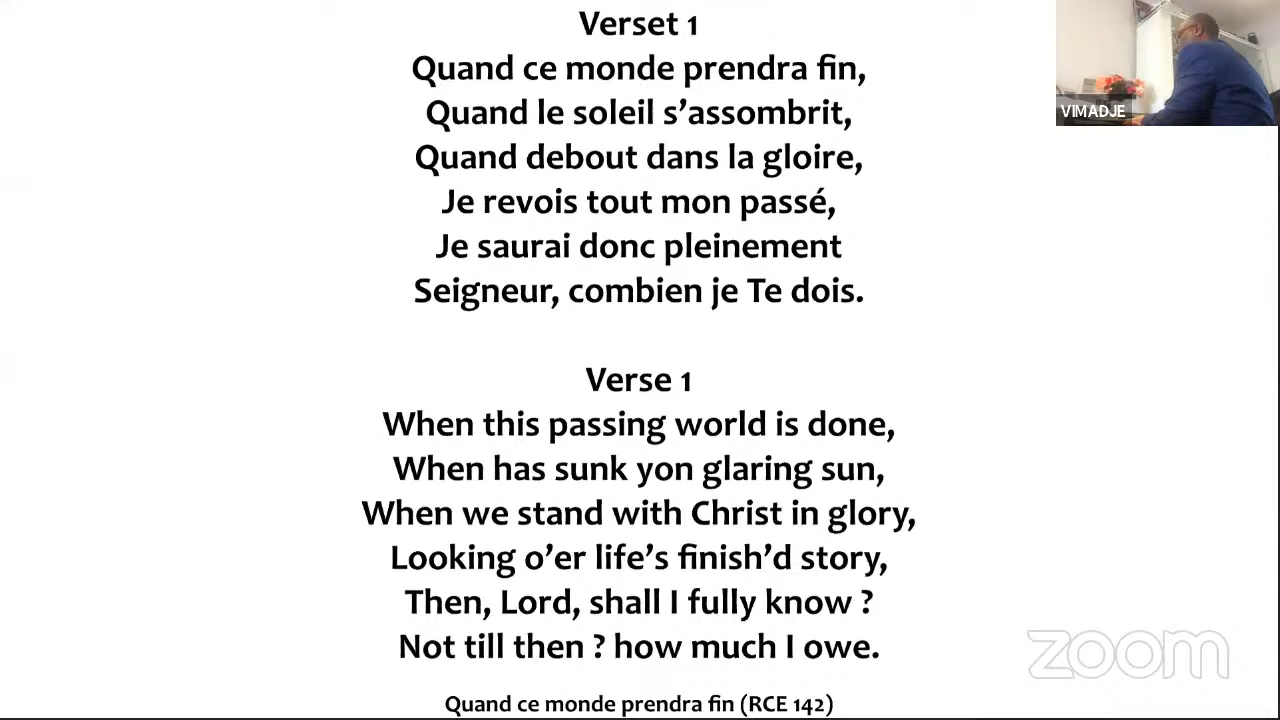 Verset 1
Quand ce monde prendra fin,
Quand le soleil s’assombrit,
Quand debout dans la gloire,
Je revois tout mon passé,
Je saurai donc pleinement
Seigneur, combien je Te dois.
Verse 1
When this passing world is done,
When has sunk yon glaring sun,
When we stand with Christ in glory,
Looking o’er life’s finish’d story,
Then, Lord, shall I fully know ?
Not till then ? how much I owe.
Quand ce monde prendra fin (RCE 142)
VIMADJE
zoom